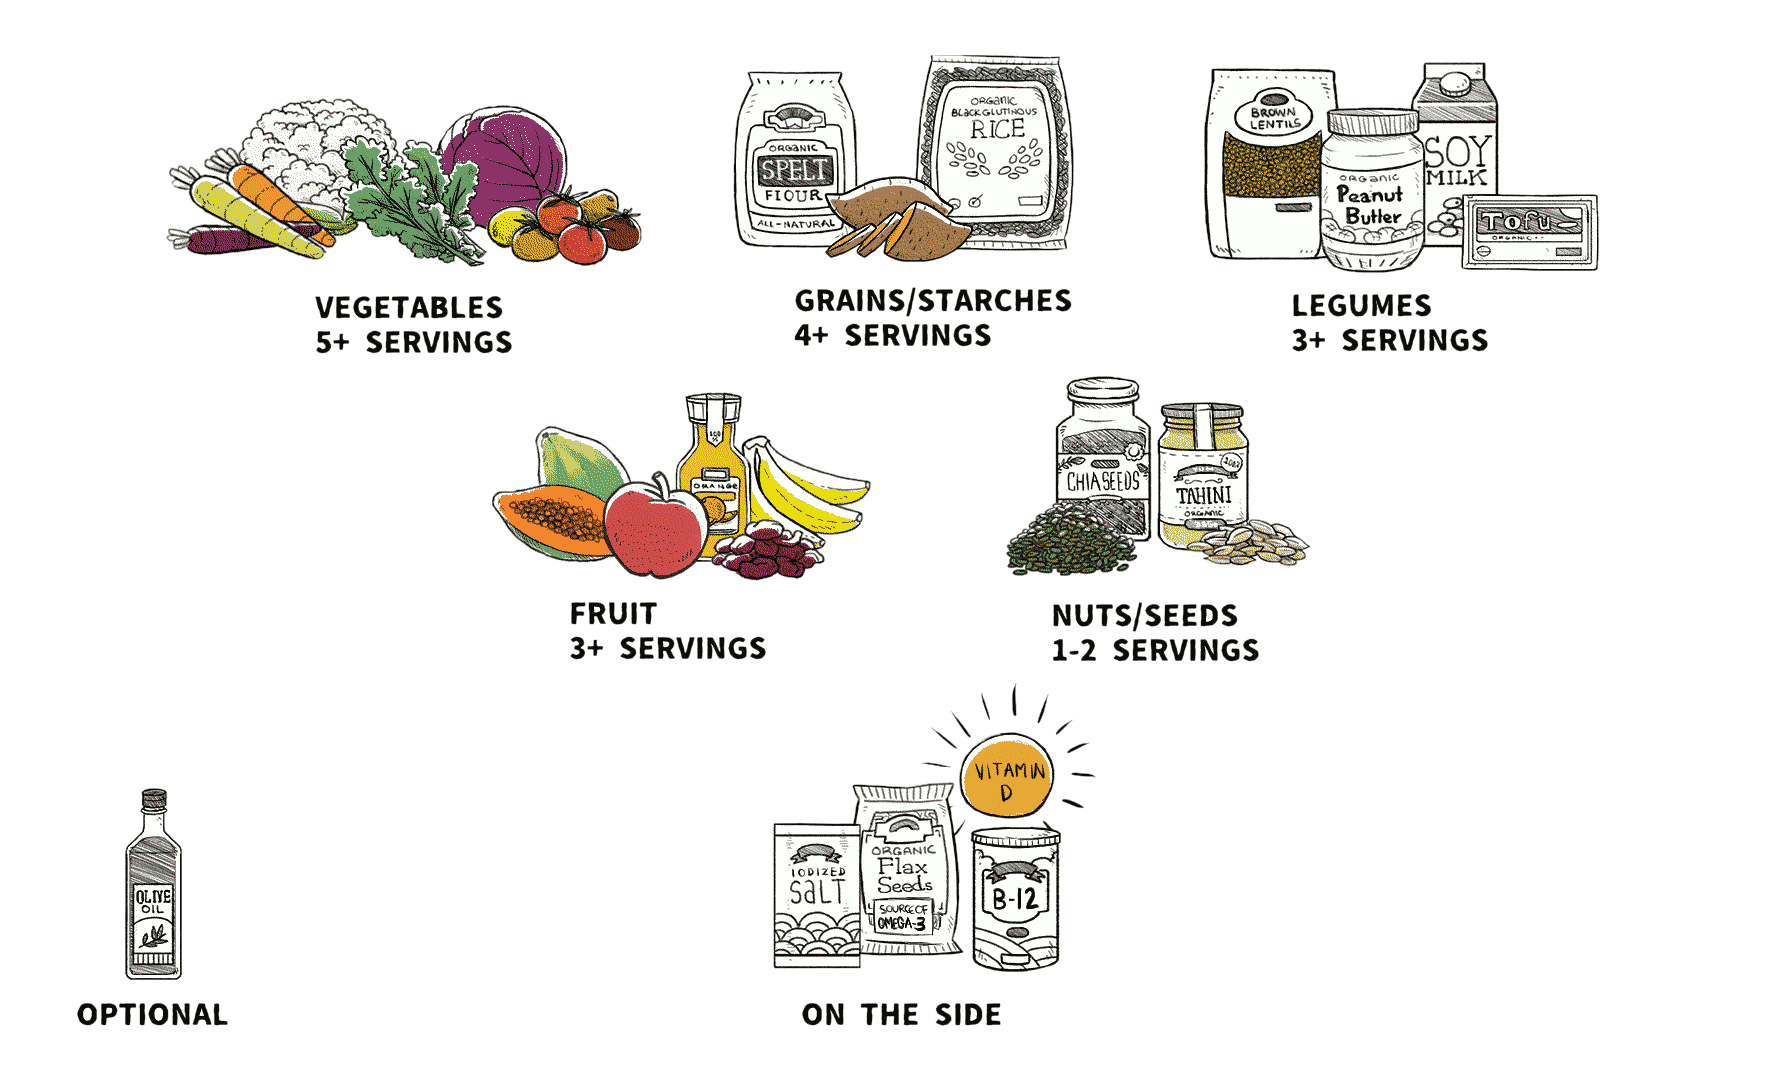 ORGANIC
SPELT
FLOUR
ALL-NATURAL
ORGANIC
BLACK GLUTINOUS
RICE
BROWN
LENTILS
ORGANIC
Peanut
Butter
SOY
MILK
Tofu
ORGANIC
VEGETABLES
5+ SERVINGS
GRAINS/STARCHES
4+ SERVINGS
LEGUMES
3+ SERVINGS
100
%
ORANGE
CHIA SEEDS
TAHINI
ORGANIC
FRUIT
3+ SERVINGS
NUTS/SEEDS
1-2 SERVINGS
OLIVE
OIL
IODIZED
SALT
ORGANIC
Flax
Seeds
SOURCE OF
OMEGA-3
VITAMIN
D
B-12
OPTIONAL
ON THE SIDE